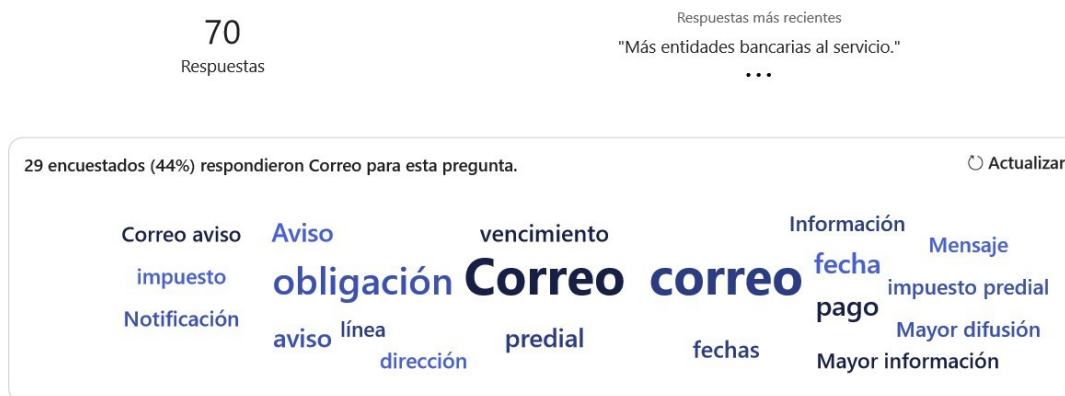 70
Respuestas
Respuestas más recientes
"Más entidades bancarias al servicio."
...
29 encuestados (44%) respondieron Correo para esta pregunta.
Actualizar
Correo aviso
Aviso
vencimiento
Información
Mensaje
impuesto
obligación
Correo
correo
fecha
impuesto predial
pago
Notificación
aviso
línea
predial
fechas
Mayor difusión
dirección
Mayor información